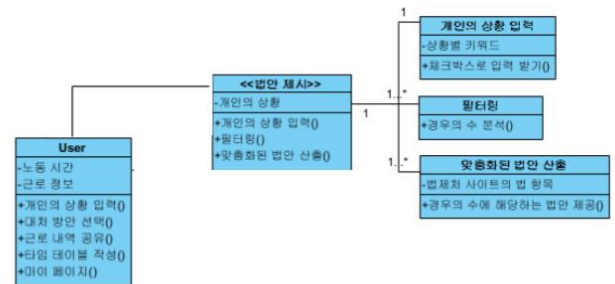 1
개인의 상황 입력
-상황별 키워드
+체크박스로 입력 받기()
<<법안 제시>>
-개인의 상황
+개인의 상황 입력()
+필터링()
+맞춤화된 법안 산출()
1
1...*
필터링
+경우의 수 분석()
1...*
맞춤화된 법안 산출
-법제처 사이트의 법 항목
+경우의 수에 해당하는 법안 제공()
User
-노동 시간
-근로 정보
+개인의 상황 입력()
+대처 방안 선택()
+근로 내역 공유()
+타임 테이블 작성()
+마이 페이지()